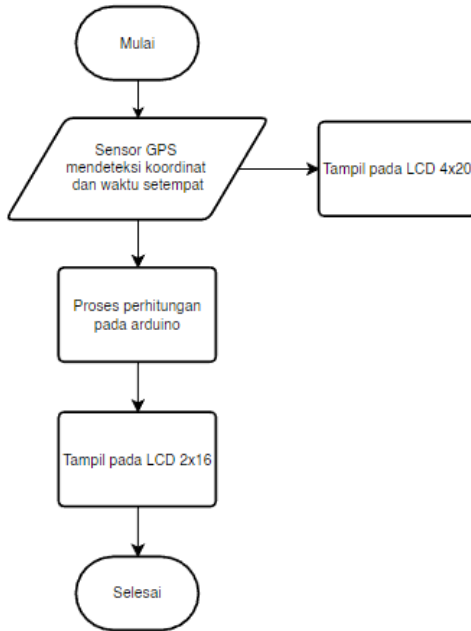 Mulai
Sensor GPS
mendeteksi koordinat
dan waktu setempat
Tampil pada LCD 4x20
Proses perhitungan
pada arduino
Tampil pada LCD 2x16
Selesai